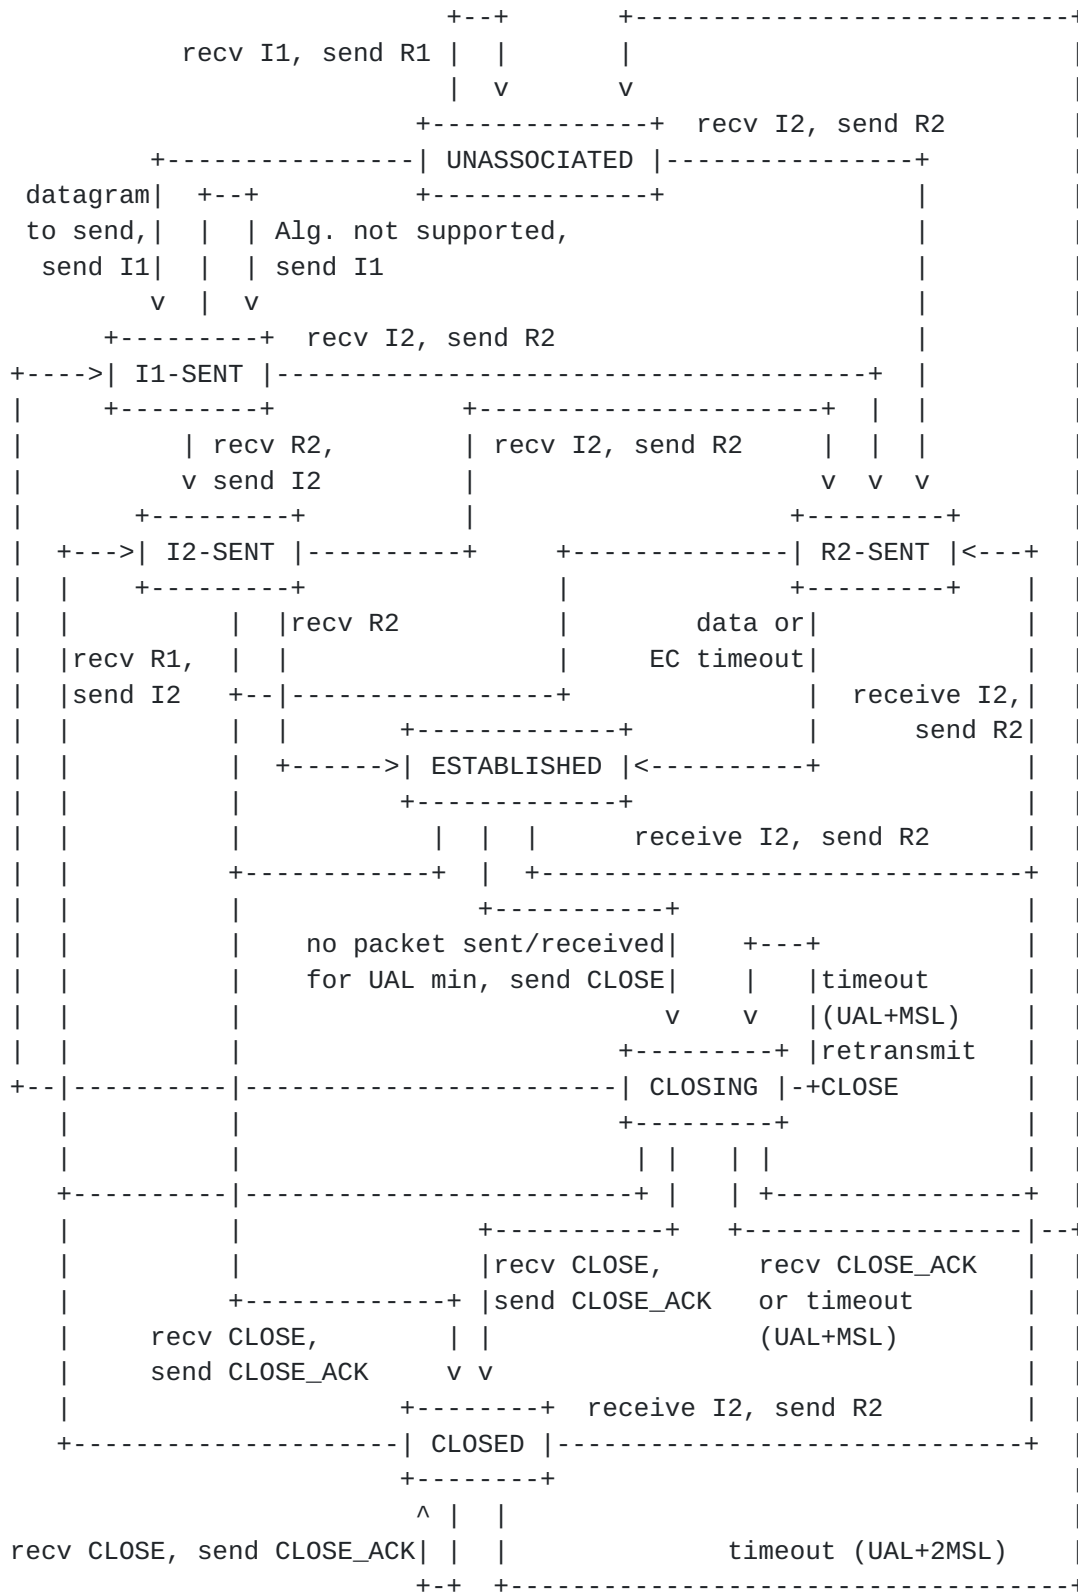 recv I1, send R1
recv I2, send R2
UNASSOCIATED
datagram
to send,
Alg. not supported,
send I1
send I1
recv I2, send R2
I1-SENT
recv R2,
recv I2, send R2
send I2
I2-SENT
R2-SENT
recv R2
data or
recv R1,
EC timeout
send I2
receive I2,
send R2
ESTABLISHED
receive I2, send R2
no packet sent/received
for UAL min, send CLOSE
timeout
(UAL+MSL)
retransmit
CLOSING
CLOSE
recv CLOSE,
recv CLOSE_ACK
send CLOSE_ACK
or timeout
recv CLOSE,
(UAL+MSL)
send CLOSE_ACK
receive I2, send R2
CLOSED
recv CLOSE, send CLOSE_ACK
timeout (UAL+2MSL)